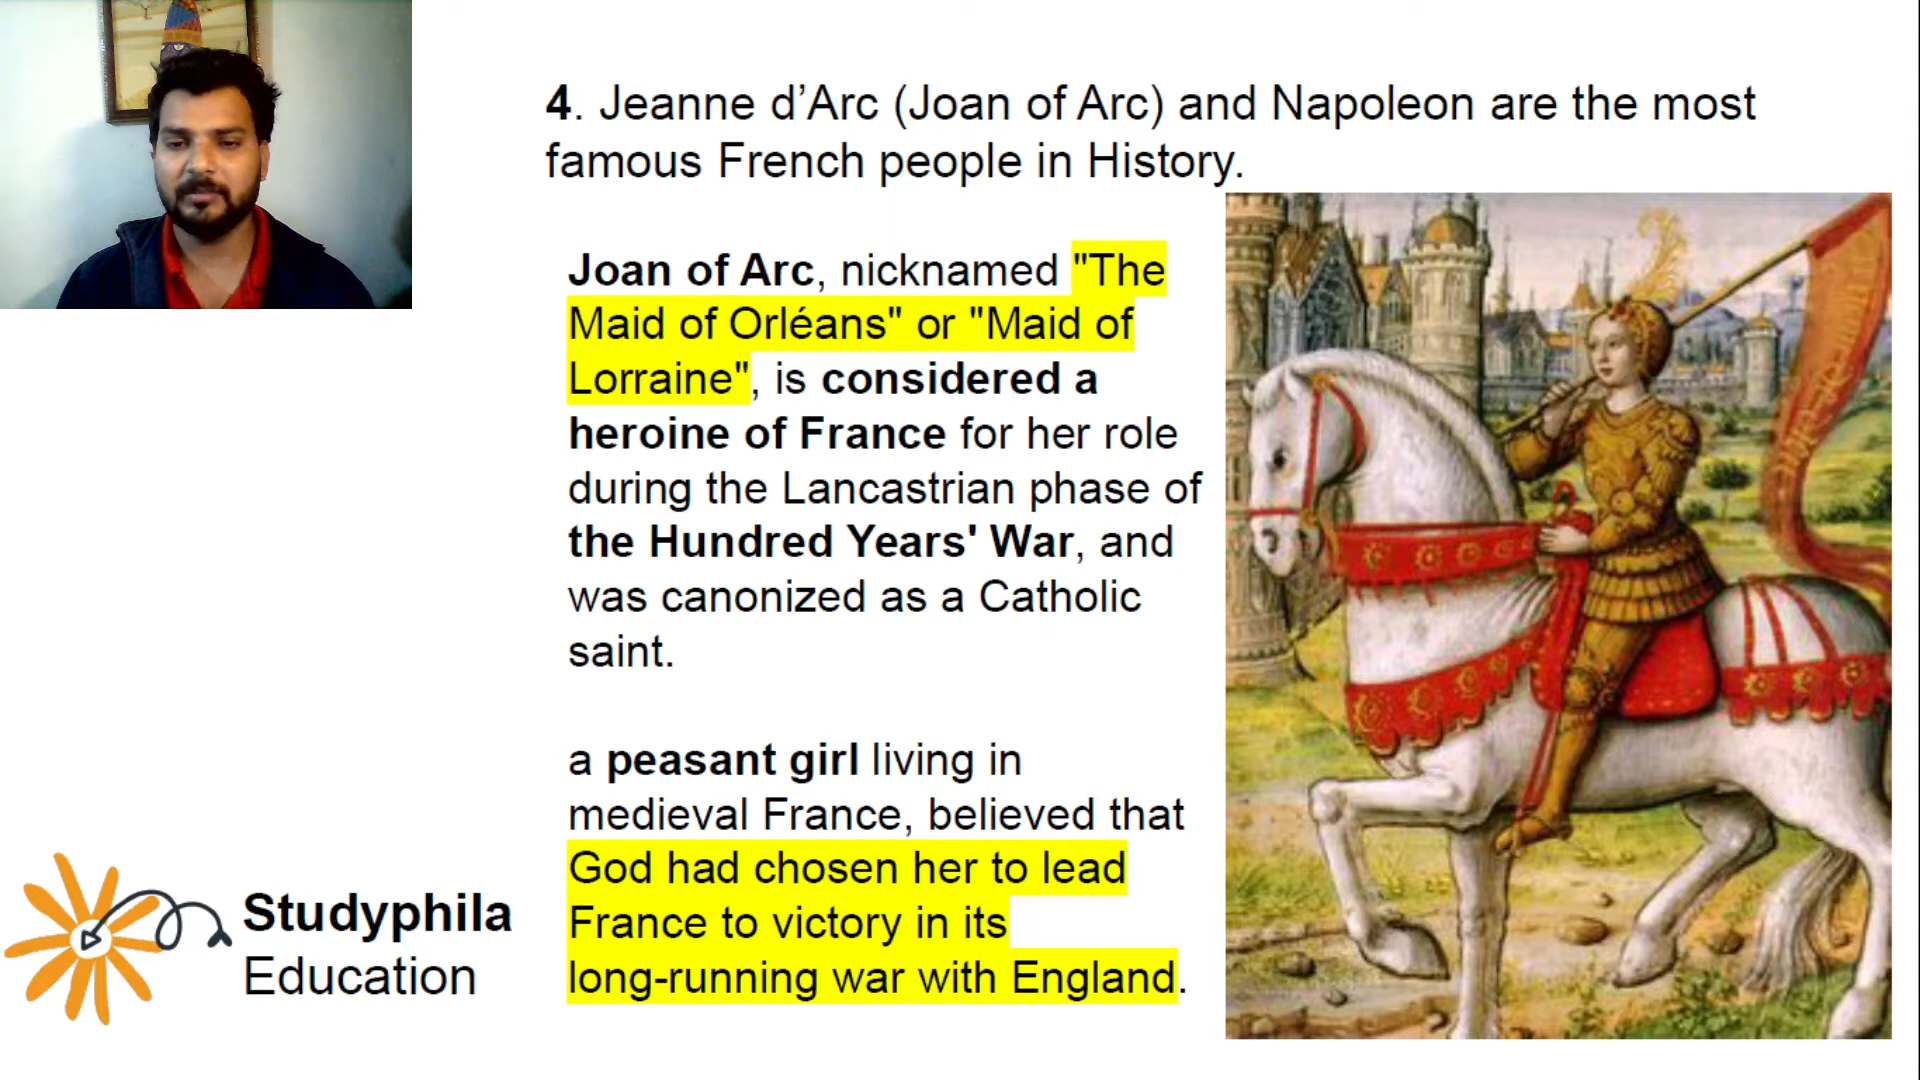 4. Jeanne d’Arc (Joan of Arc) and Napoleon are the most
famous French people in History.
Joan of Arc, nicknamed "The
Maid of Orléans" or "Maid of
Lorraine", is considered a
heroine of France for her role
during the Lancastrian phase of
the Hundred Years' War, and
was canonized as a Catholic
saint.
a peasant girl living in
medieval France, believed that
God had chosen her to lead
France to victory in its
long-running war with England.
Studyphila
Education